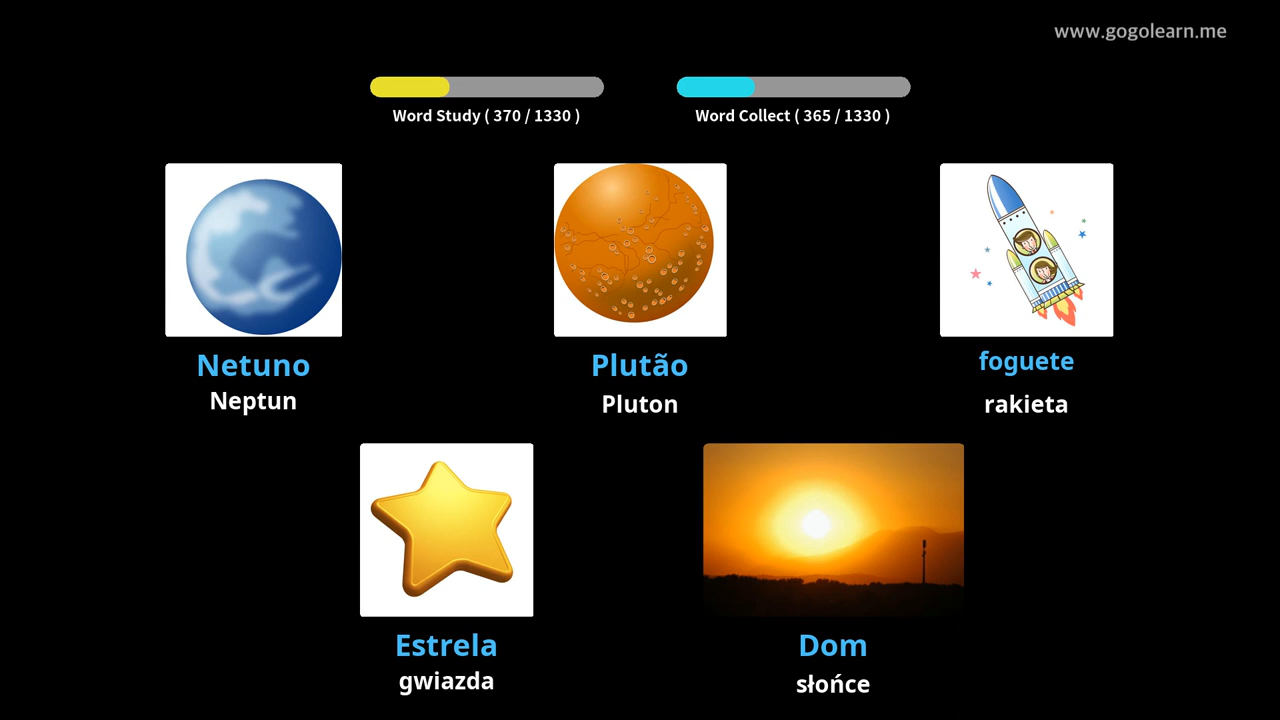 www.gogolearn.me
Word Study ( 370 / 1330 )
Word Collect ( 365 / 1330 )
Netuno
Neptun
Plutão
Pluton
foguete
rakieta
Estrela
gwiazda
Dom
słońce